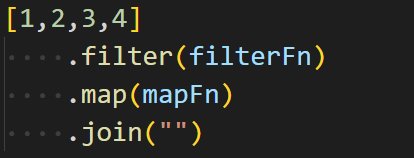 [1,2,3,4]
    .filter(filterFn)
    .map(mapFn)
    .join("")